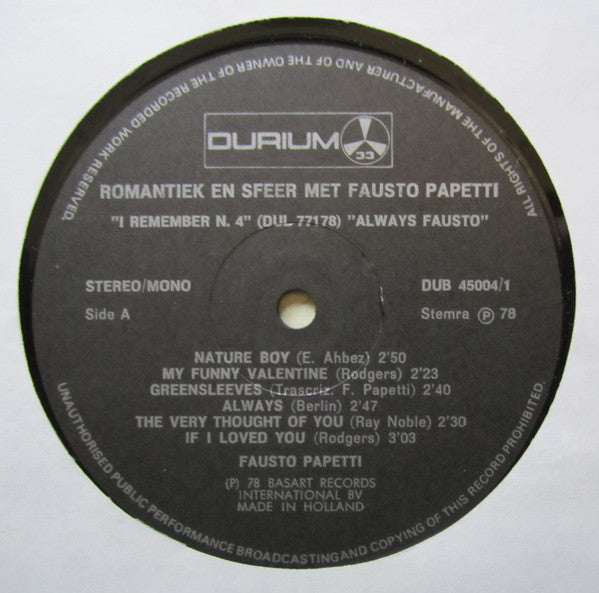 ALL RIGHTS OF THE MANUFACTURER AND OF THE OWNER OF THE RECORDED WORK RESERVED.
DURIUM 33
ROMANTIEK EN SFEER MET FAUSTO PAPETTI
"I REMEMBER N. 4" (DUL 77178) "ALWAYS FAUSTO"
STEREO/MONO DUB 45004/1
Side A Stemra Ⓟ 78
NATURE BOY (E. Ahbez) 2'50
MY FUNNY VALENTINE (Rodgers) 2'23
GREENSLEEVES (Trascriz. F. Papetti) 2'40
ALWAYS (Berlin) 2'47
THE VERY THOUGHT OF YOU (Ray Noble) 2'30
IF I LOVED YOU (Rodgers) 3'03
FAUSTO PAPETTI
(P) 78 BASART RECORDS
INTERNATIONAL BV
MADE IN HOLLAND
UNAUTHORISED PUBLIC PERFORMANCE BROADCASTING AND COPYING OF THIS RECORD PROHIBITED.